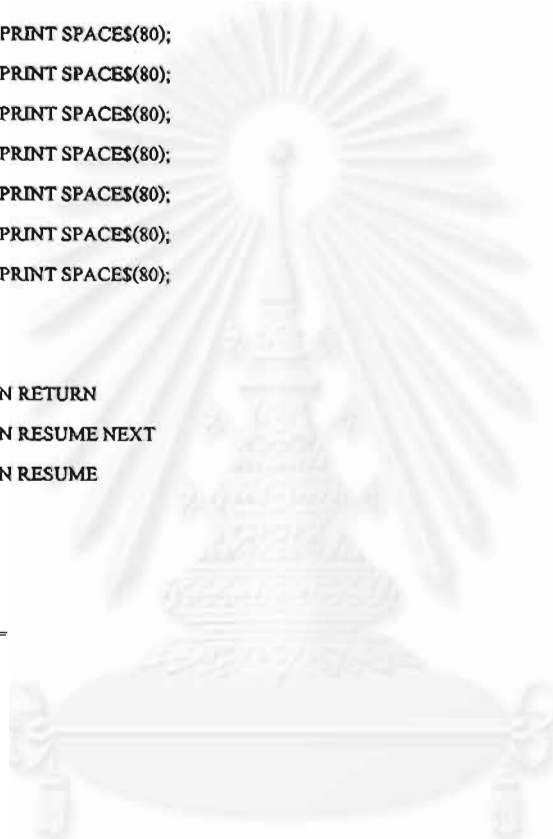 PRINT SPACE$(80);
PRINT SPACE$(80);
PRINT SPACE$(80);
PRINT SPACE$(80);
PRINT SPACE$(80);
PRINT SPACE$(80);
PRINT SPACE$(80);
N RETURN
N RESUME NEXT
N RESUME
=